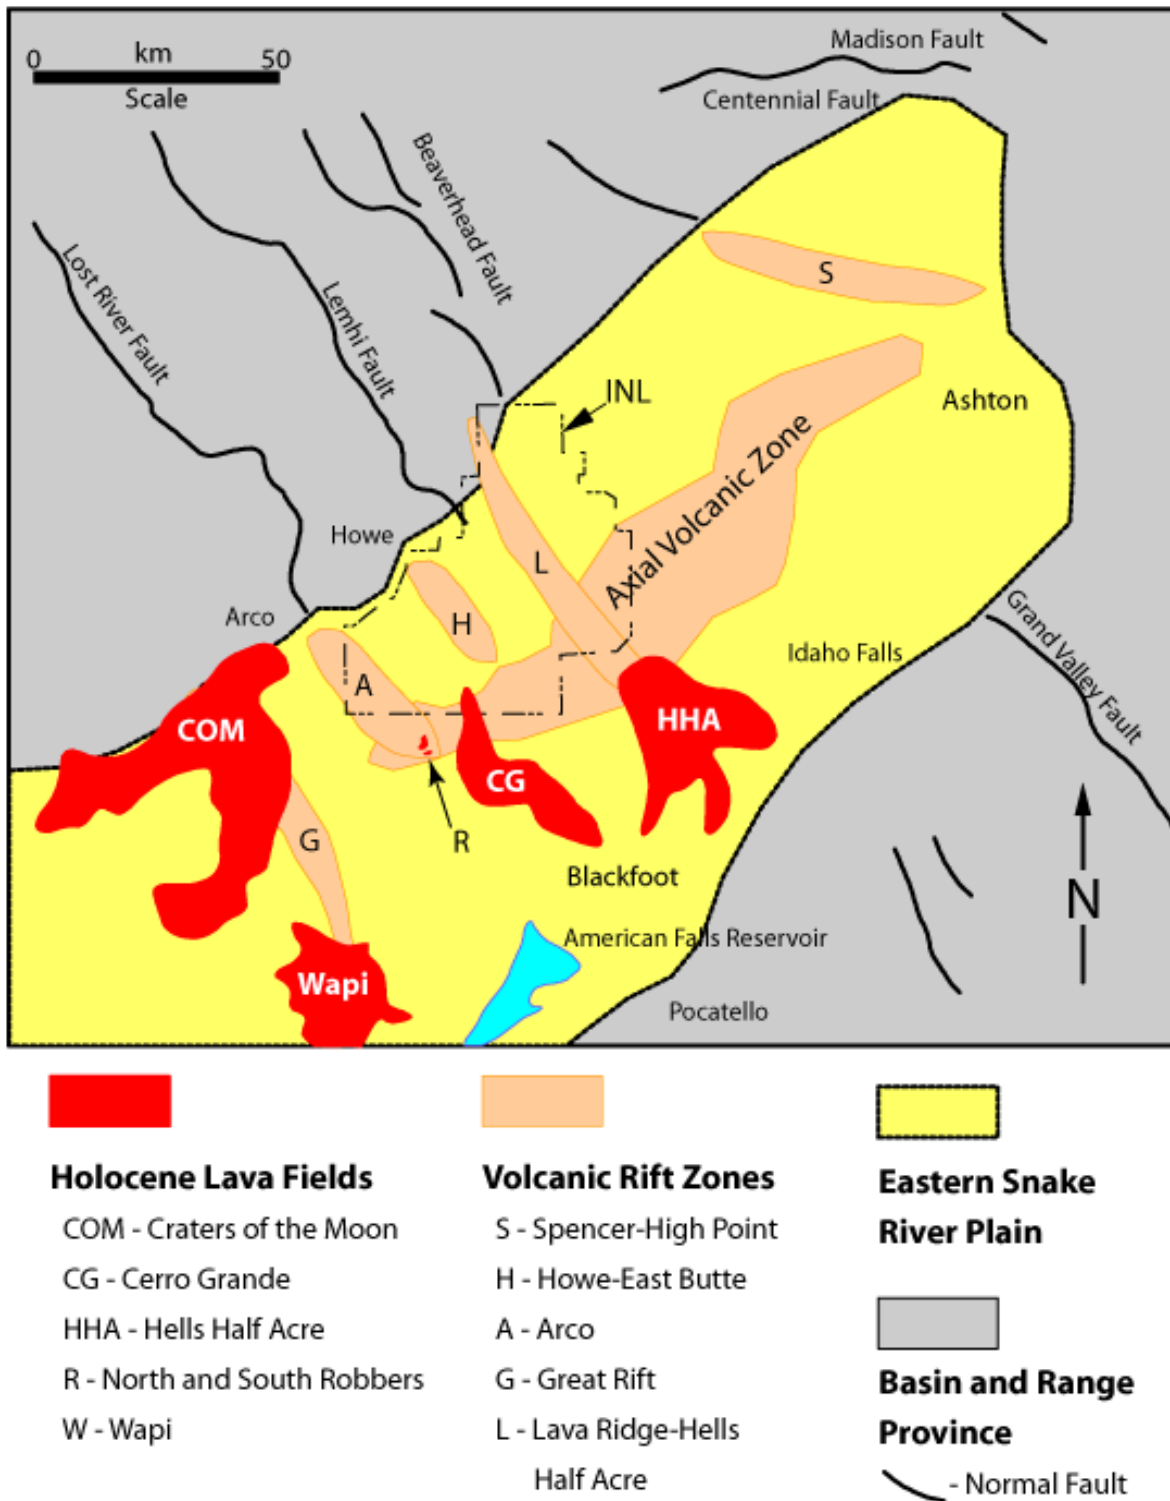 0 km 50
Scale
Madison Fault
Centennial Fault
Beaverhead Fault
Lost River Fault
Lemhi Fault
S
INL
Ashton
Axial Volcanic Zone
Howe
L
H
Arco
Grand Valley Fault
Idaho Falls
A
COM
HHA
CG
R
G
Blackfoot
N
American Falls Reservoir
Wapi
Pocatello
Holocene Lava Fields
COM - Craters of the Moon
CG - Cerro Grande
HHA - Hells Half Acre
R - North and South Robbers
W - Wapi
Volcanic Rift Zones
S - Spencer-High Point
H - Howe-East Butte
A - Arco
G - Great Rift
L - Lava Ridge-Hells
Half Acre
Eastern Snake
River Plain
Basin and Range
Province
- Normal Fault